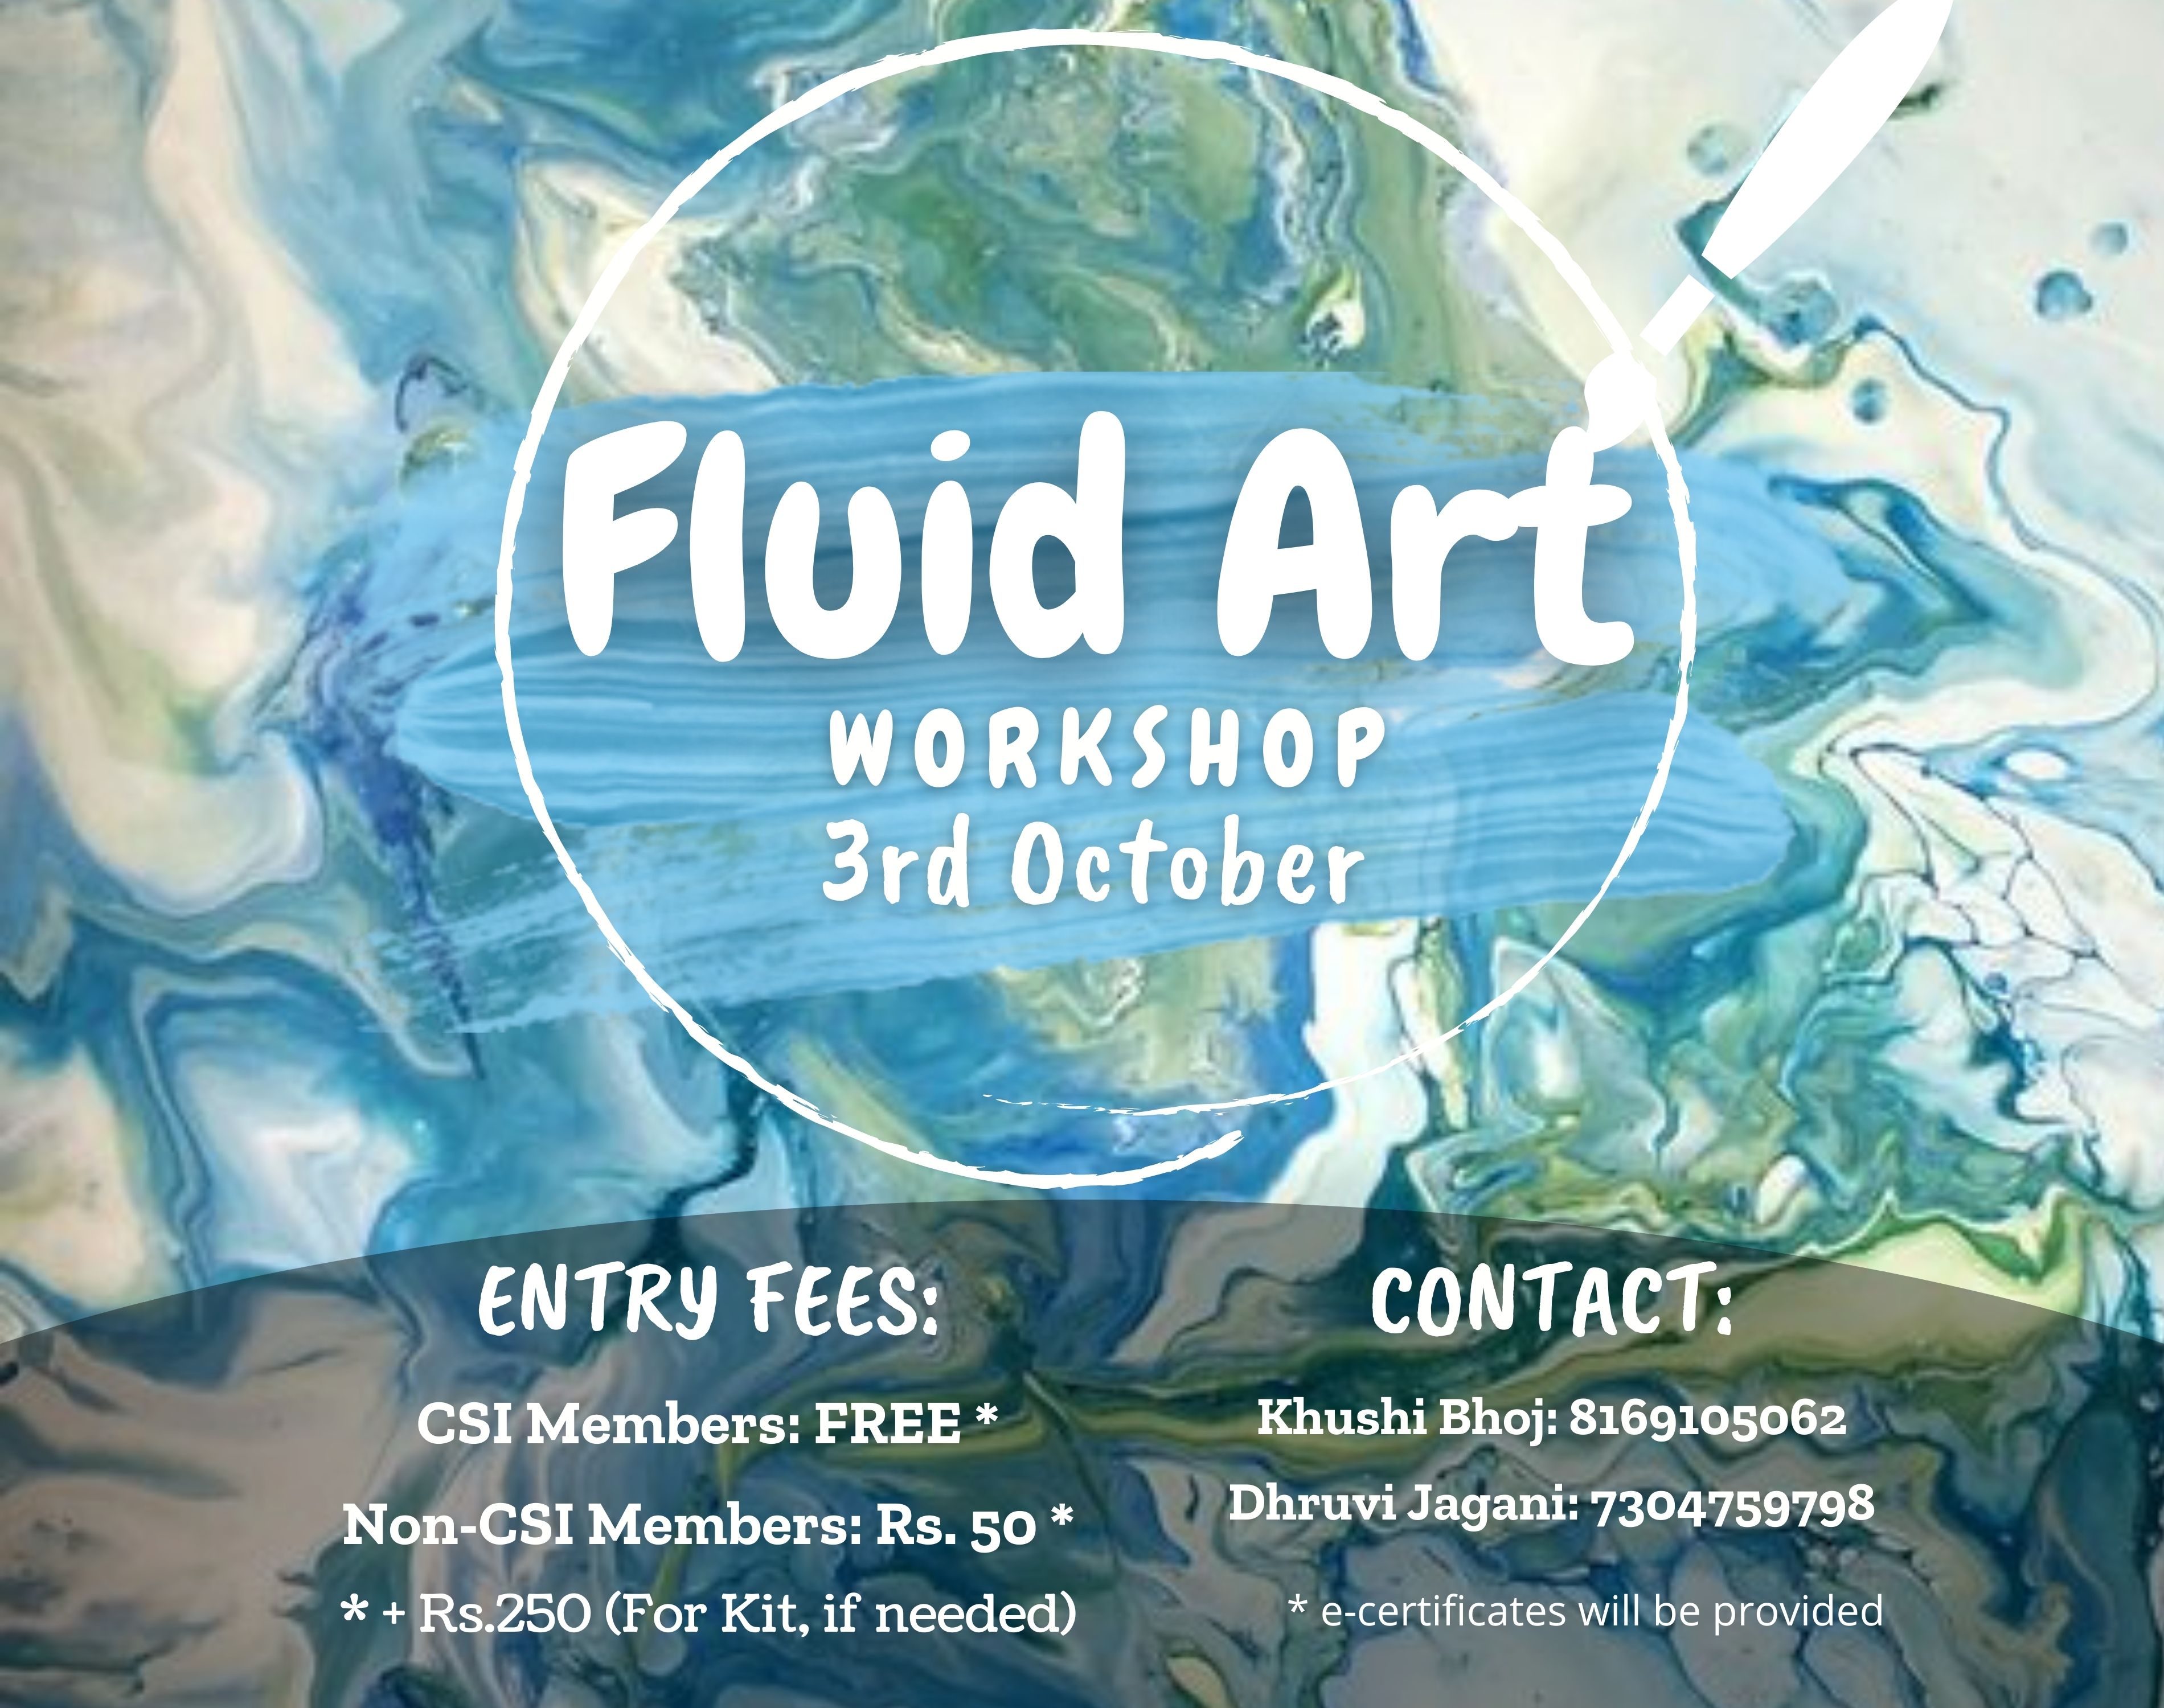 Fluid Art
WORKSHOP
3rd October
ENTRY FEES:
CSI Members: FREE *
Non-CSI Members: Rs. 50 *
* + Rs.250 (For Kit, if needed)
CONTACT:
Khushi Bhoj: 8169105062
Dhruvi Jagani: 7304759798
* e-certificates will be provided